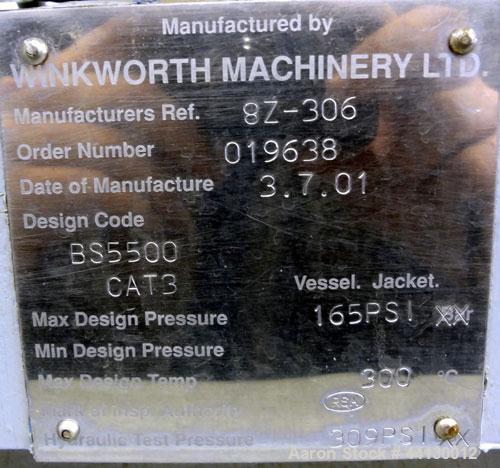 Manufactured by
WINKWORTH MACHINERY LTD.
Manufacturers Ref. 8Z-306
Order Number 019638
Date of Manufacture 3.7.01
Design Code
BS5500
CAT3
Vessel. Jacket.
Max Design Pressure 165PSI XX
Min Design Pressure
Max Design Temp 300 °C
Mark of Insp. Authority RSA
Hydraulic Test Pressure 309PSI XX
Aaron Stock # 44130012